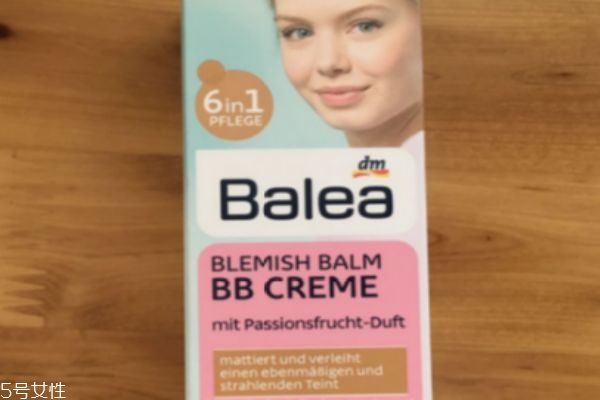 6in1
PFLEGE
dm
Balea
BLEMISH BALM
BB CREME
mit Passionsfrucht-Duft
mattiert und verleiht
einen ebenmäßigen und
strahlenden Teint
5号女性